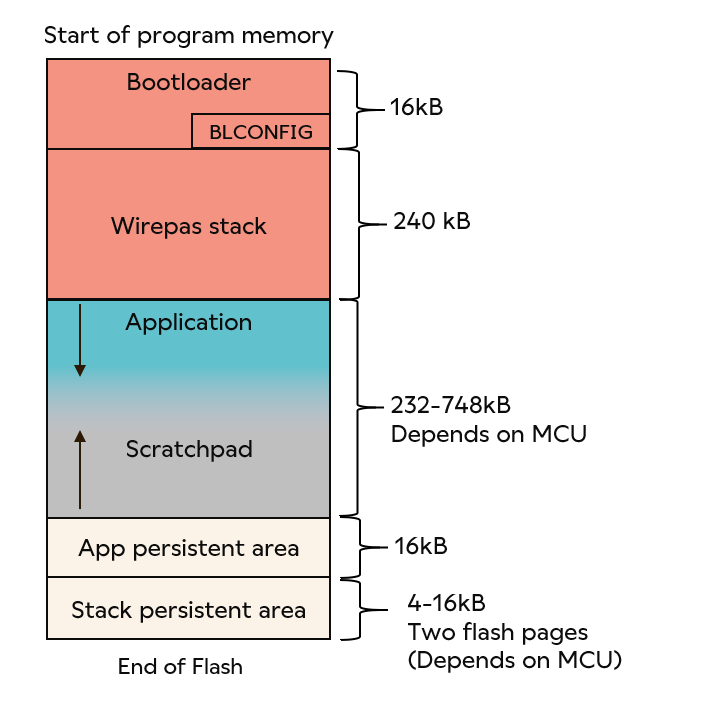 Start of program memory
Bootloader
16kB
BLCONFIG
Wirepas stack
240 kB
Application
232-748kB
Depends on MCU
Scratchpad
App persistent area
16kB
Stack persistent area
4-16kB
Two flash pages
(Depends on MCU)
End of Flash